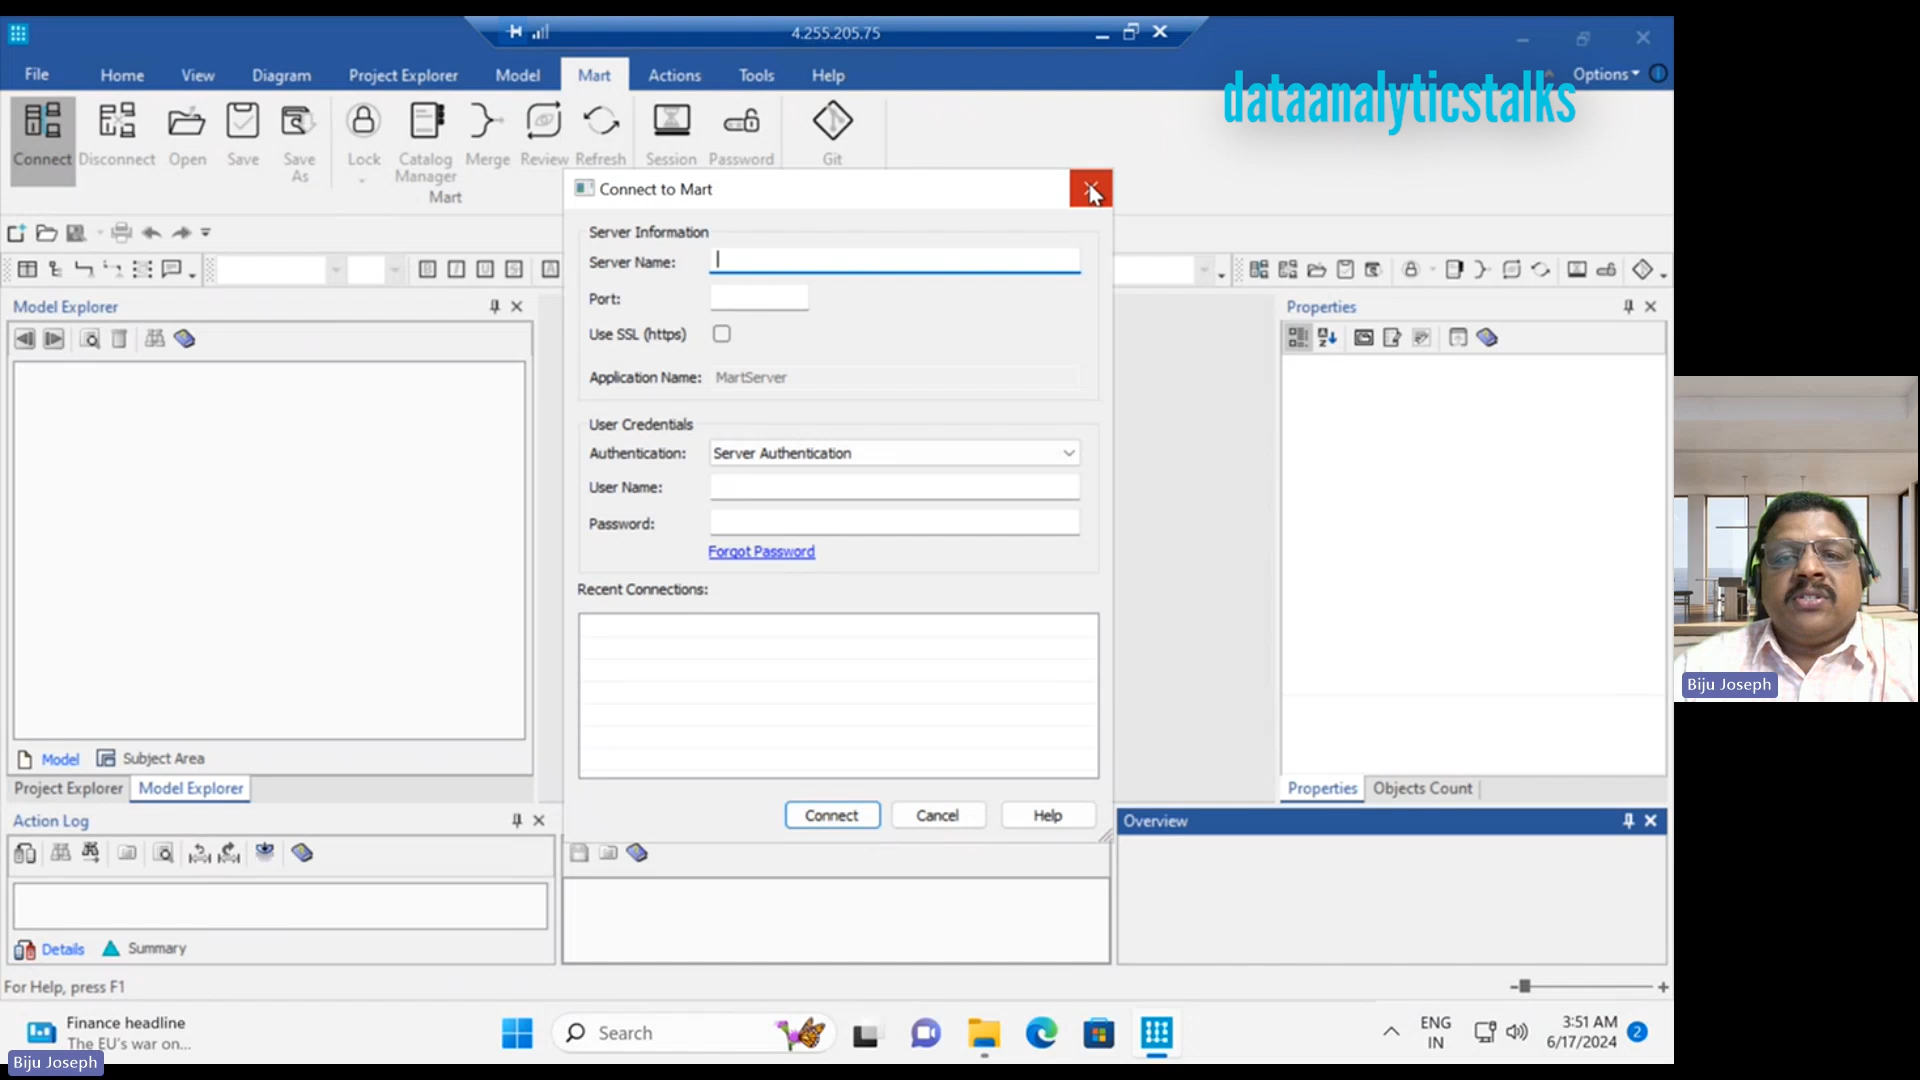 4.255.205.75
File Home View Diagram Project Explorer Model Mart Actions Tools Help Options
dataanalyticstalks
Connect Disconnect Open Save Save As Lock Catalog Manager Merge Review Refresh Session Password Git
Mart
Connect to Mart
Server Information
Server Name:
Port:
Use SSL (https)
Application Name: MartServer
User Credentials
Authentication: Server Authentication
User Name:
Password:
Forgot Password
Recent Connections:
Connect Cancel Help
Model Explorer
Model Subject Area
Project Explorer Model Explorer
Properties
Properties Objects Count
Action Log
Details Summary
Overview
For Help, press F1
Finance headline
The EU's war on...
Search
ENG
IN
3:51 AM
6/17/2024
2
Biju Joseph
Biju Joseph